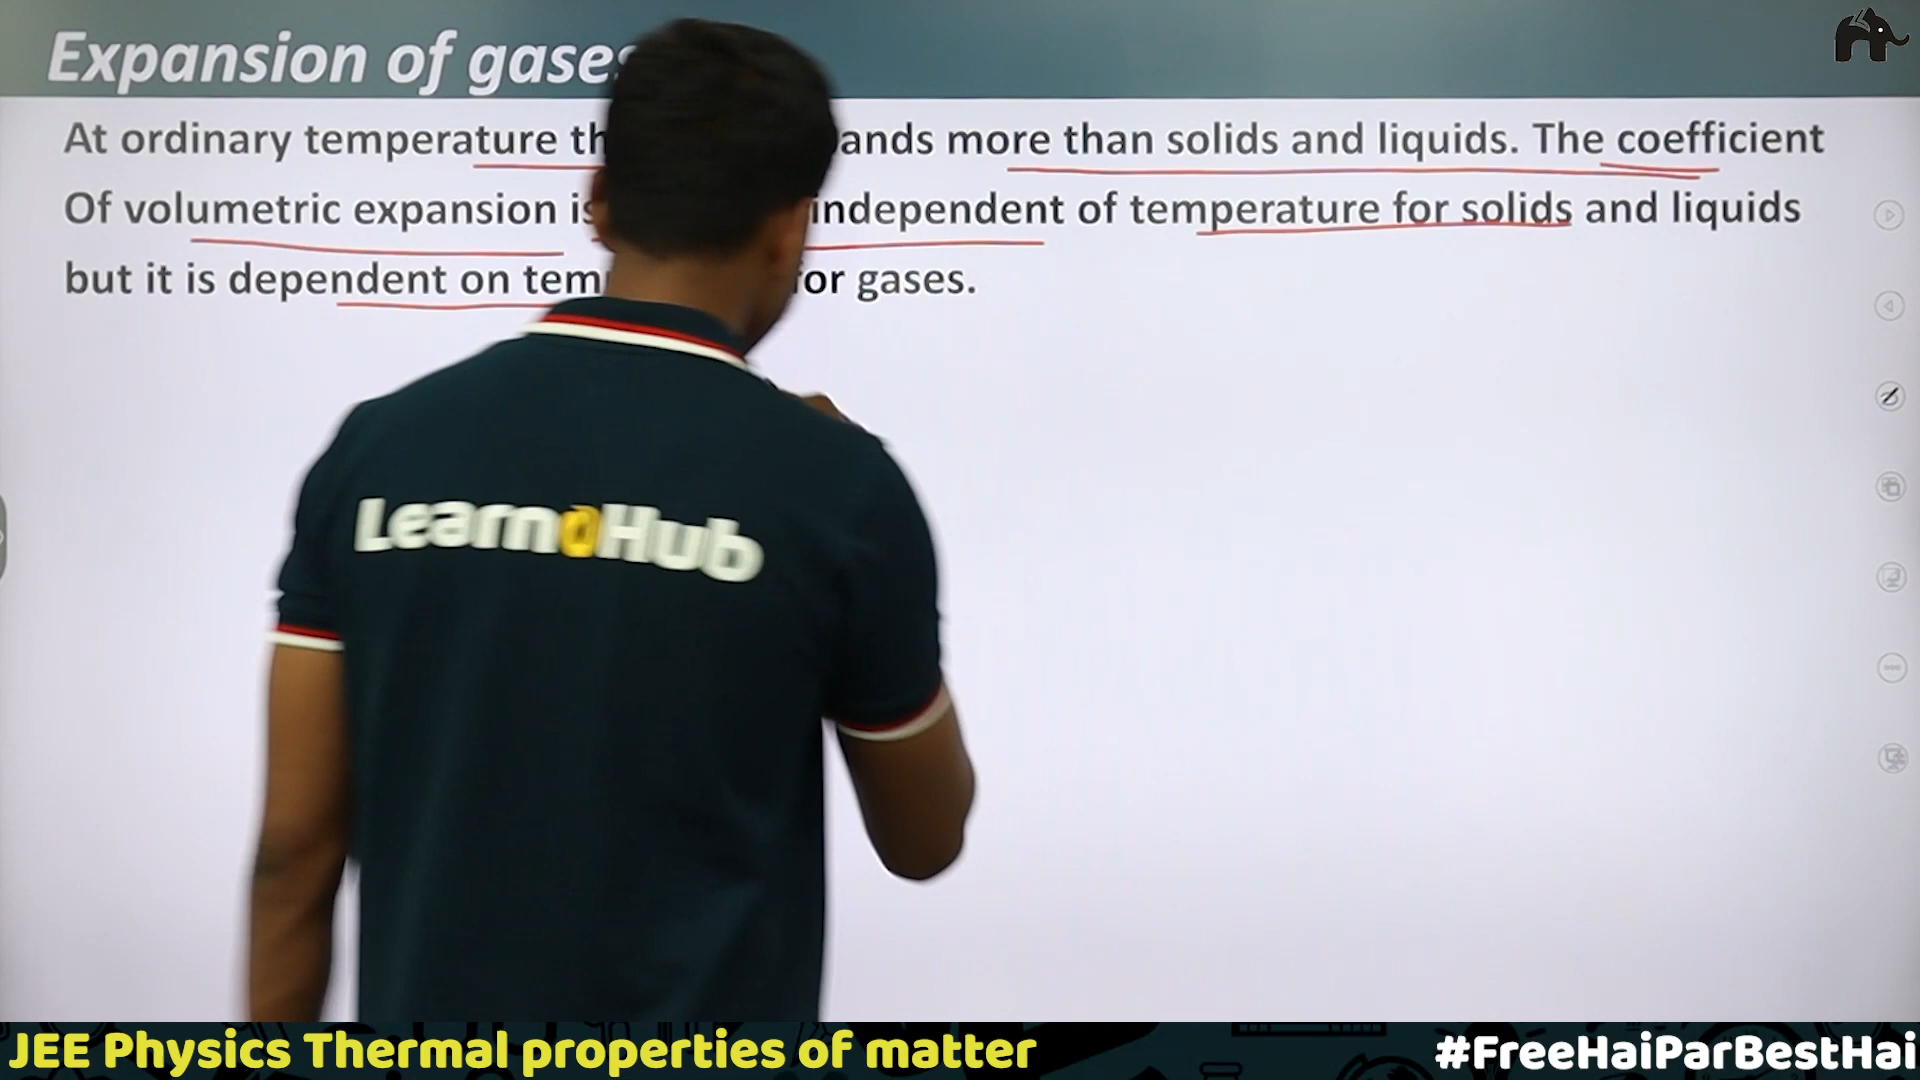 Expansion of gases
At ordinary temperature ands more than solids and liquids. The coefficient
Of volumetric expansion is independent of temperature for solids and liquids
but it is dependent on tem or gases.
LearnoHub
JEE Physics Thermal properties of matter
#FreeHaiParBestHai